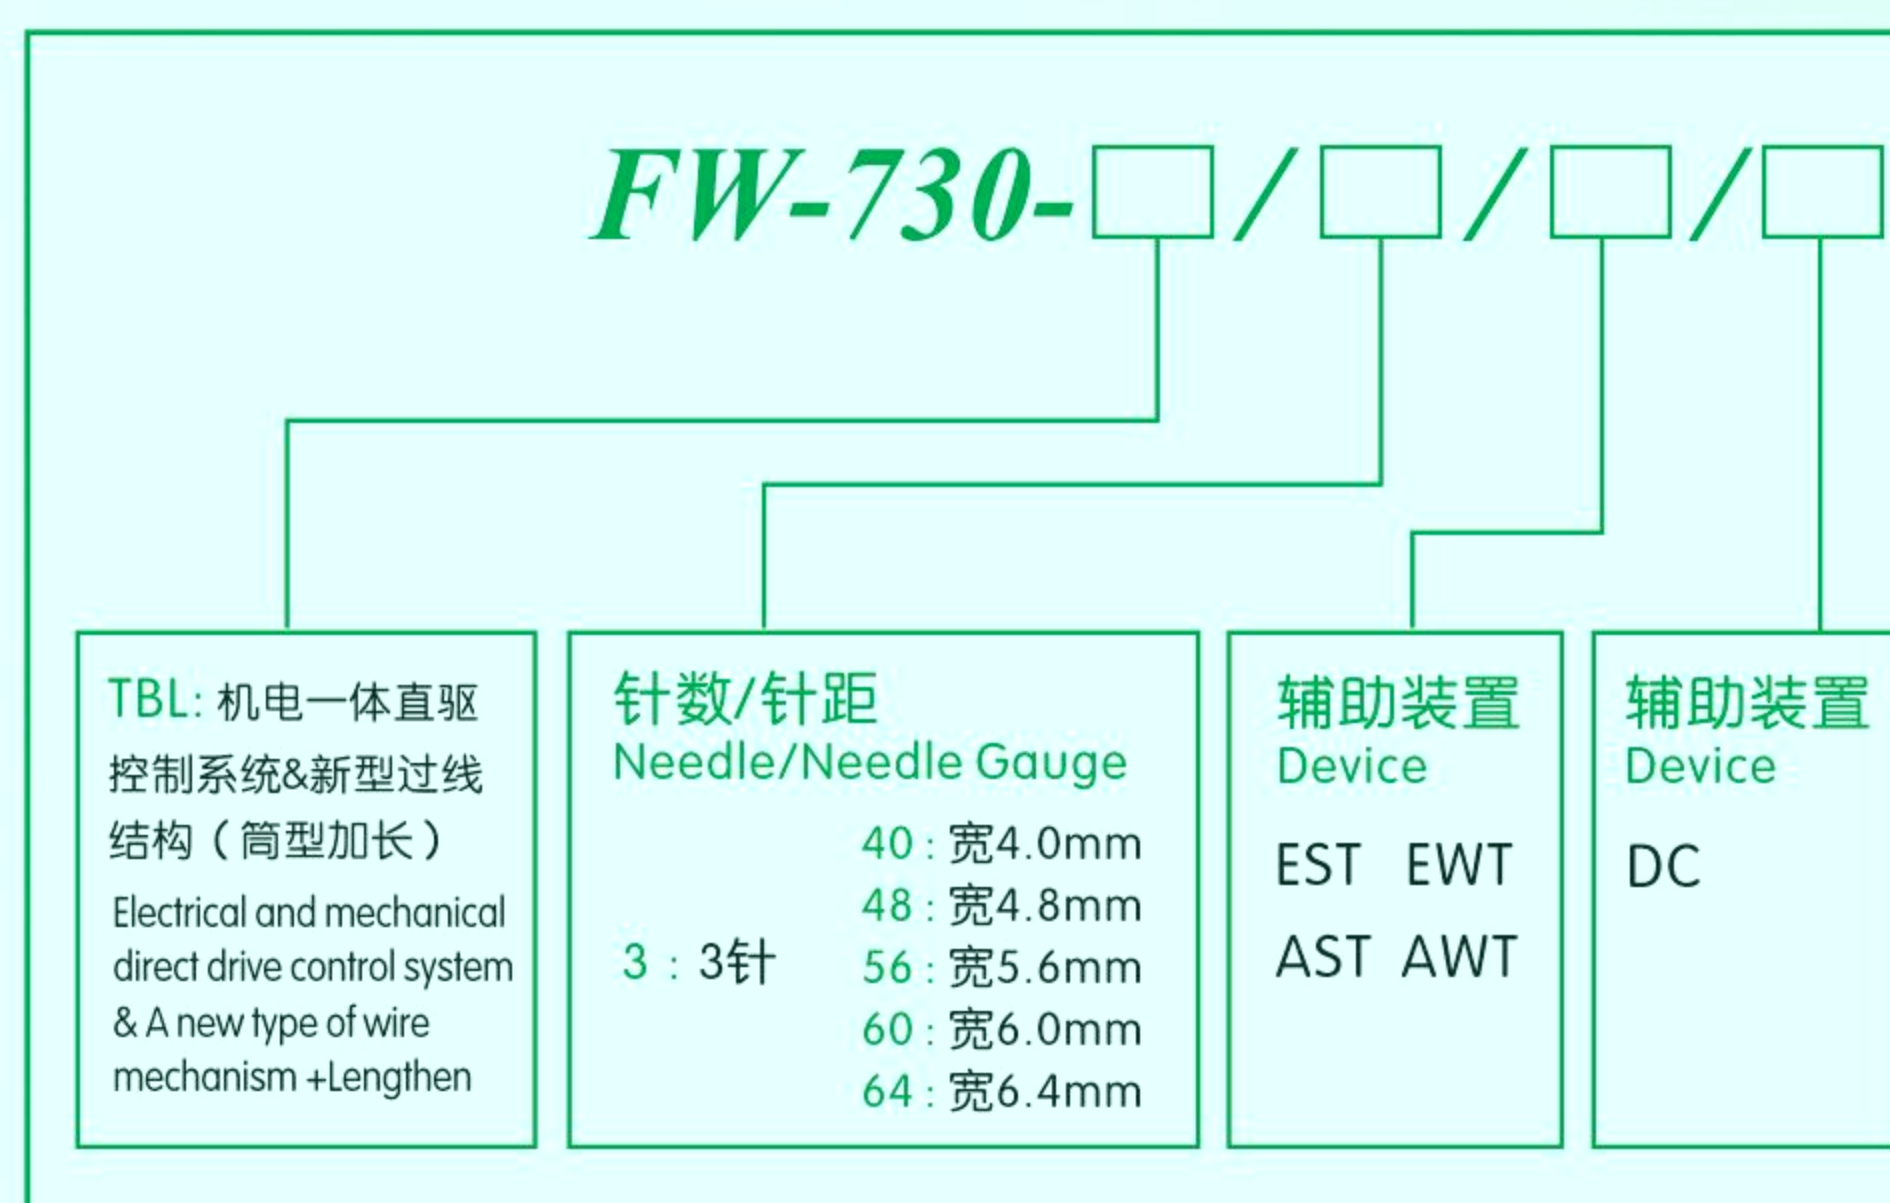 FW-730-□/□/□/□
TBL: 机电一体直驱
控制系统&新型过线
结构（筒型加长）
Electrical and mechanical
direct drive control system
& A new type of wire
mechanism +Lengthen
针数/针距
Needle/Needle Gauge
3 : 3针
40 : 宽4.0mm
48 : 宽4.8mm
56 : 宽5.6mm
60 : 宽6.0mm
64 : 宽6.4mm
辅助装置
Device
EST EWT
AST AWT
辅助装置
Device
DC